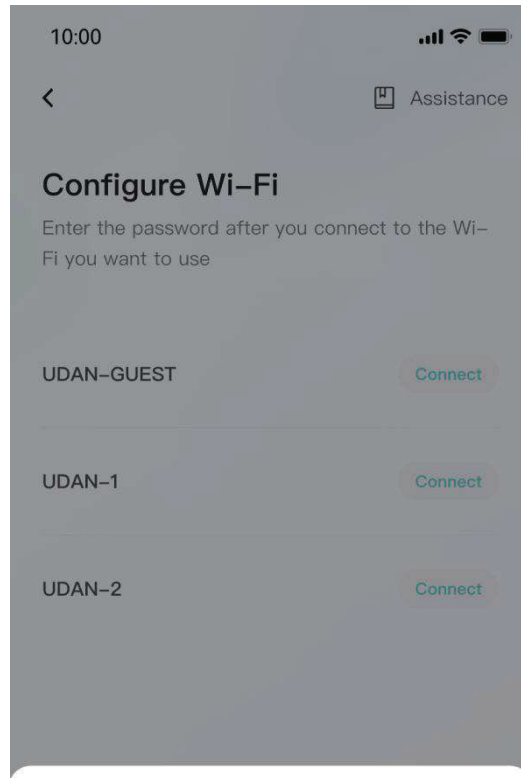 10:00
Assistance
Configure Wi-Fi
Enter the password after you connect to the Wi-
Fi you want to use
UDAN-GUEST Connect
UDAN-1 Connect
UDAN-2 Connect